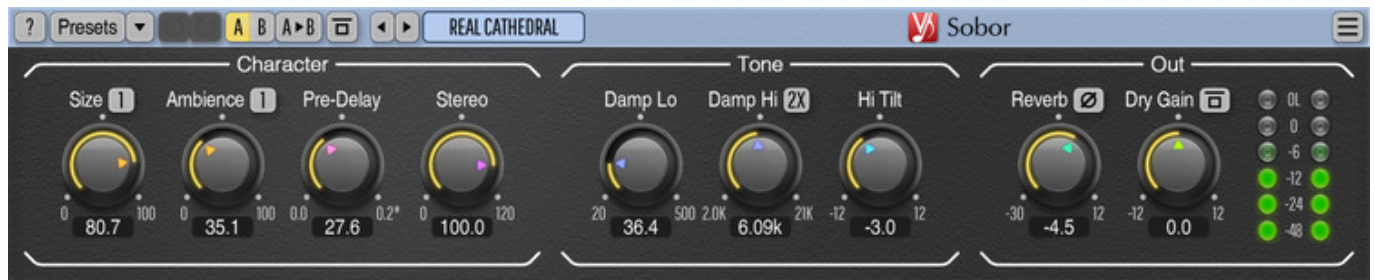 ? Presets A B A▸B REAL CATHEDRAL Sobor
Character Tone Out
Size 1 Ambience 1 Pre-Delay Stereo Damp Lo Damp Hi 2X Hi Tilt Reverb Ø Dry Gain OL
0
-6
0 100 0 100 0.0 0.2* 0 120 20 500 2.0K 21K -12 12 -30 12 -12 12 -12
-24
80.7 35.1 27.6 100.0 36.4 6.09k -3.0 -4.5 0.0 -48